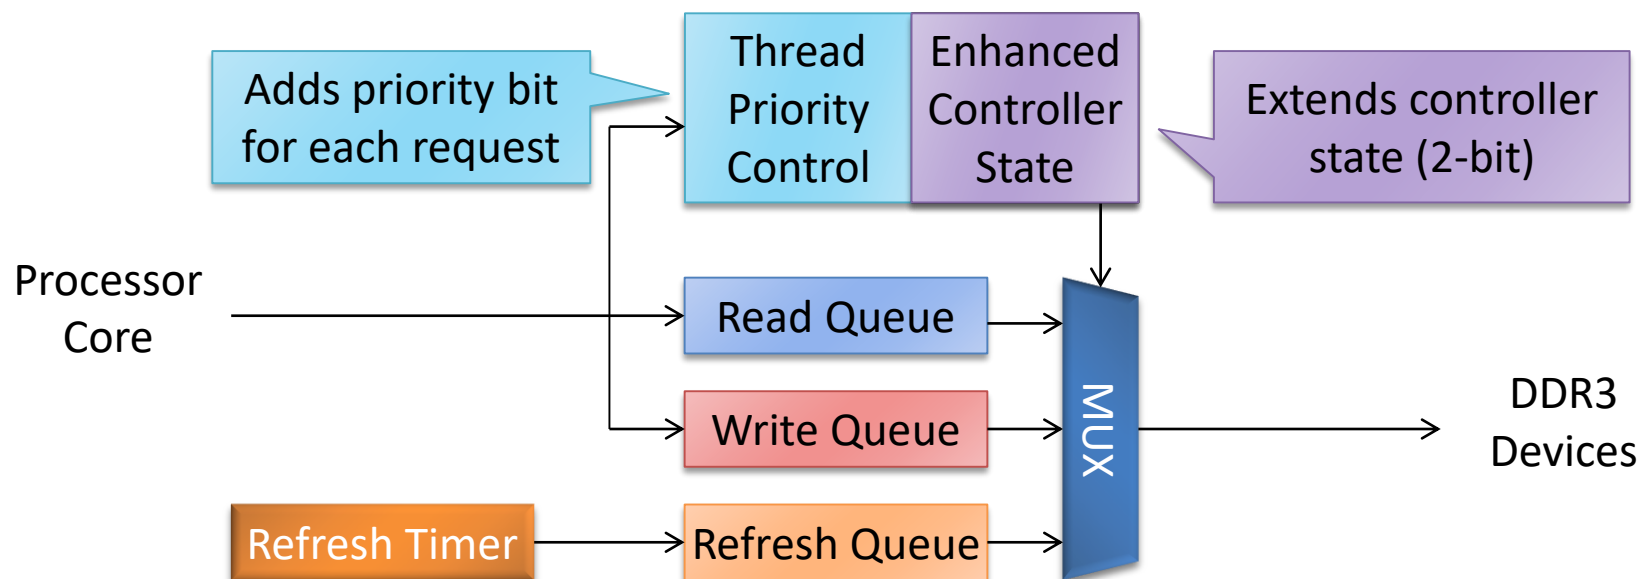 Adds priority bit
for each request
Thread
Priority
Control
Enhanced
Controller
State
Extends controller
state (2-bit)
Processor
Core
Read Queue
Write Queue
MUX
DDR3
Devices
Refresh Timer
Refresh Queue